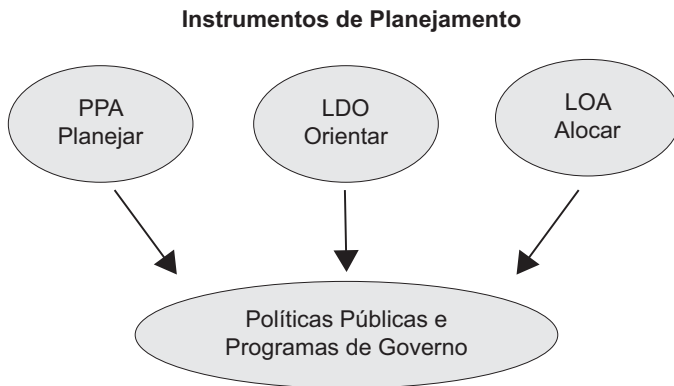 Instrumentos de Planejamento
PPA
Planejar
LDO
Orientar
LOA
Alocar
Políticas Públicas e
Programas de Governo